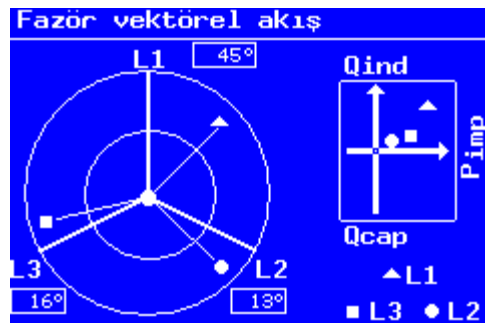 Fazör vektörel akış
L1
45°
Qind
Pimp
Qcap
L3
L2
16°
13°
L1
L3
L2